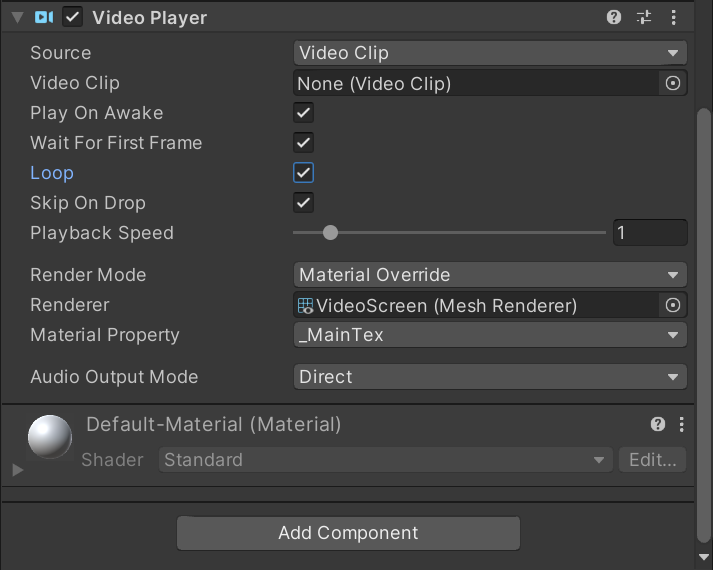 Video Player
Source Video Clip
Video Clip None (Video Clip)
Play On Awake
Wait For First Frame
Loop
Skip On Drop
Playback Speed 1
Render Mode Material Override
Renderer VideoScreen (Mesh Renderer)
Material Property _MainTex
Audio Output Mode Direct
Default-Material (Material)
Shader Standard Edit...
Add Component